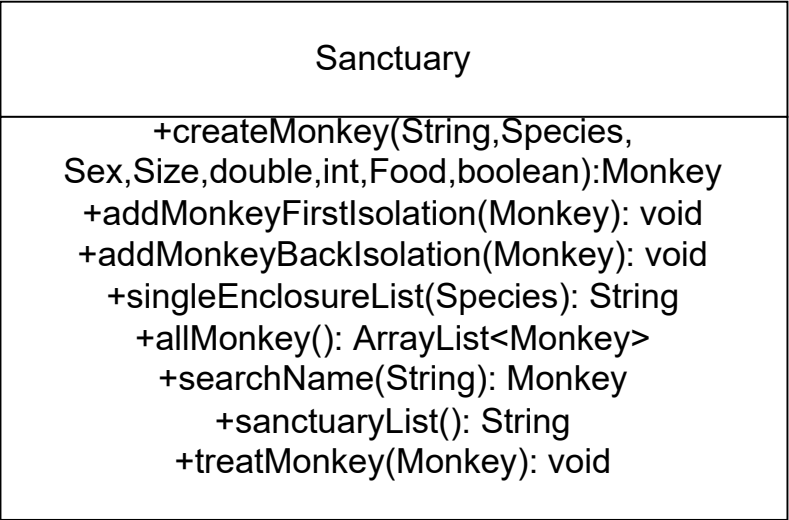 Sanctuary
+createMonkey(String,Species,
Sex,Size,double,int,Food,boolean):Monkey
+addMonkeyFirstIsolation(Monkey): void
+addMonkeyBackIsolation(Monkey): void
+singleEnclosureList(Species): String
+allMonkey(): ArrayList<Monkey>
+searchName(String): Monkey
+sanctuaryList(): String
+treatMonkey(Monkey): void